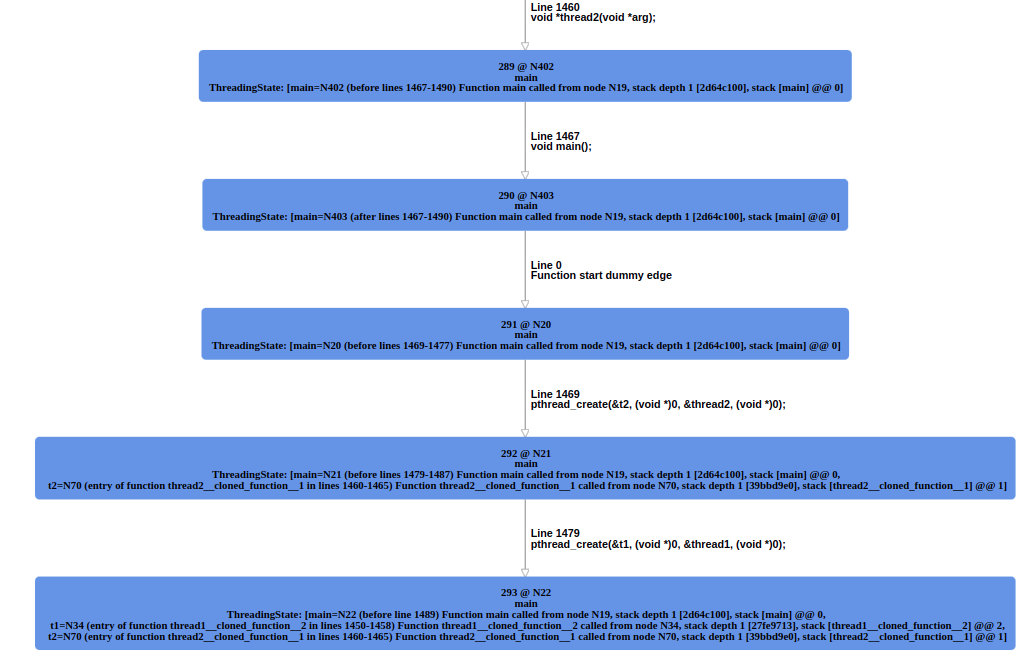 Line 1460
void *thread2(void *arg);
289 @ N402
main
ThreadingState: [main=N402 (before lines 1467-1490) Function main called from node N19, stack depth 1 [2d64c100], stack [main] @@ 0]
Line 1467
void main();
290 @ N403
main
ThreadingState: [main=N403 (after lines 1467-1490) Function main called from node N19, stack depth 1 [2d64c100], stack [main] @@ 0]
Line 0
Function start dummy edge
291 @ N20
main
ThreadingState: [main=N20 (before lines 1469-1477) Function main called from node N19, stack depth 1 [2d64c100], stack [main] @@ 0]
Line 1469
pthread_create(&t2, (void *)0, &thread2, (void *)0);
292 @ N21
main
ThreadingState: [main=N21 (before lines 1479-1487) Function main called from node N19, stack depth 1 [2d64c100], stack [main] @@ 0,
t2=N70 (entry of function thread2__cloned_function__1 in lines 1460-1465) Function thread2__cloned_function__1 called from node N70, stack depth 1 [39bbd9e0], stack [thread2__cloned_function__1] @@ 1]
Line 1479
pthread_create(&t1, (void *)0, &thread1, (void *)0);
293 @ N22
main
ThreadingState: [main=N22 (before line 1489) Function main called from node N19, stack depth 1 [2d64c100], stack [main] @@ 0,
t1=N34 (entry of function thread1__cloned_function__2 in lines 1450-1458) Function thread1__cloned_function__2 called from node N34, stack depth 1 [27fe9713], stack [thread1__cloned_function__2] @@ 2,
t2=N70 (entry of function thread2__cloned_function__1 in lines 1460-1465) Function thread2__cloned_function__1 called from node N70, stack depth 1 [39bbd9e0], stack [thread2__cloned_function__1] @@ 1]